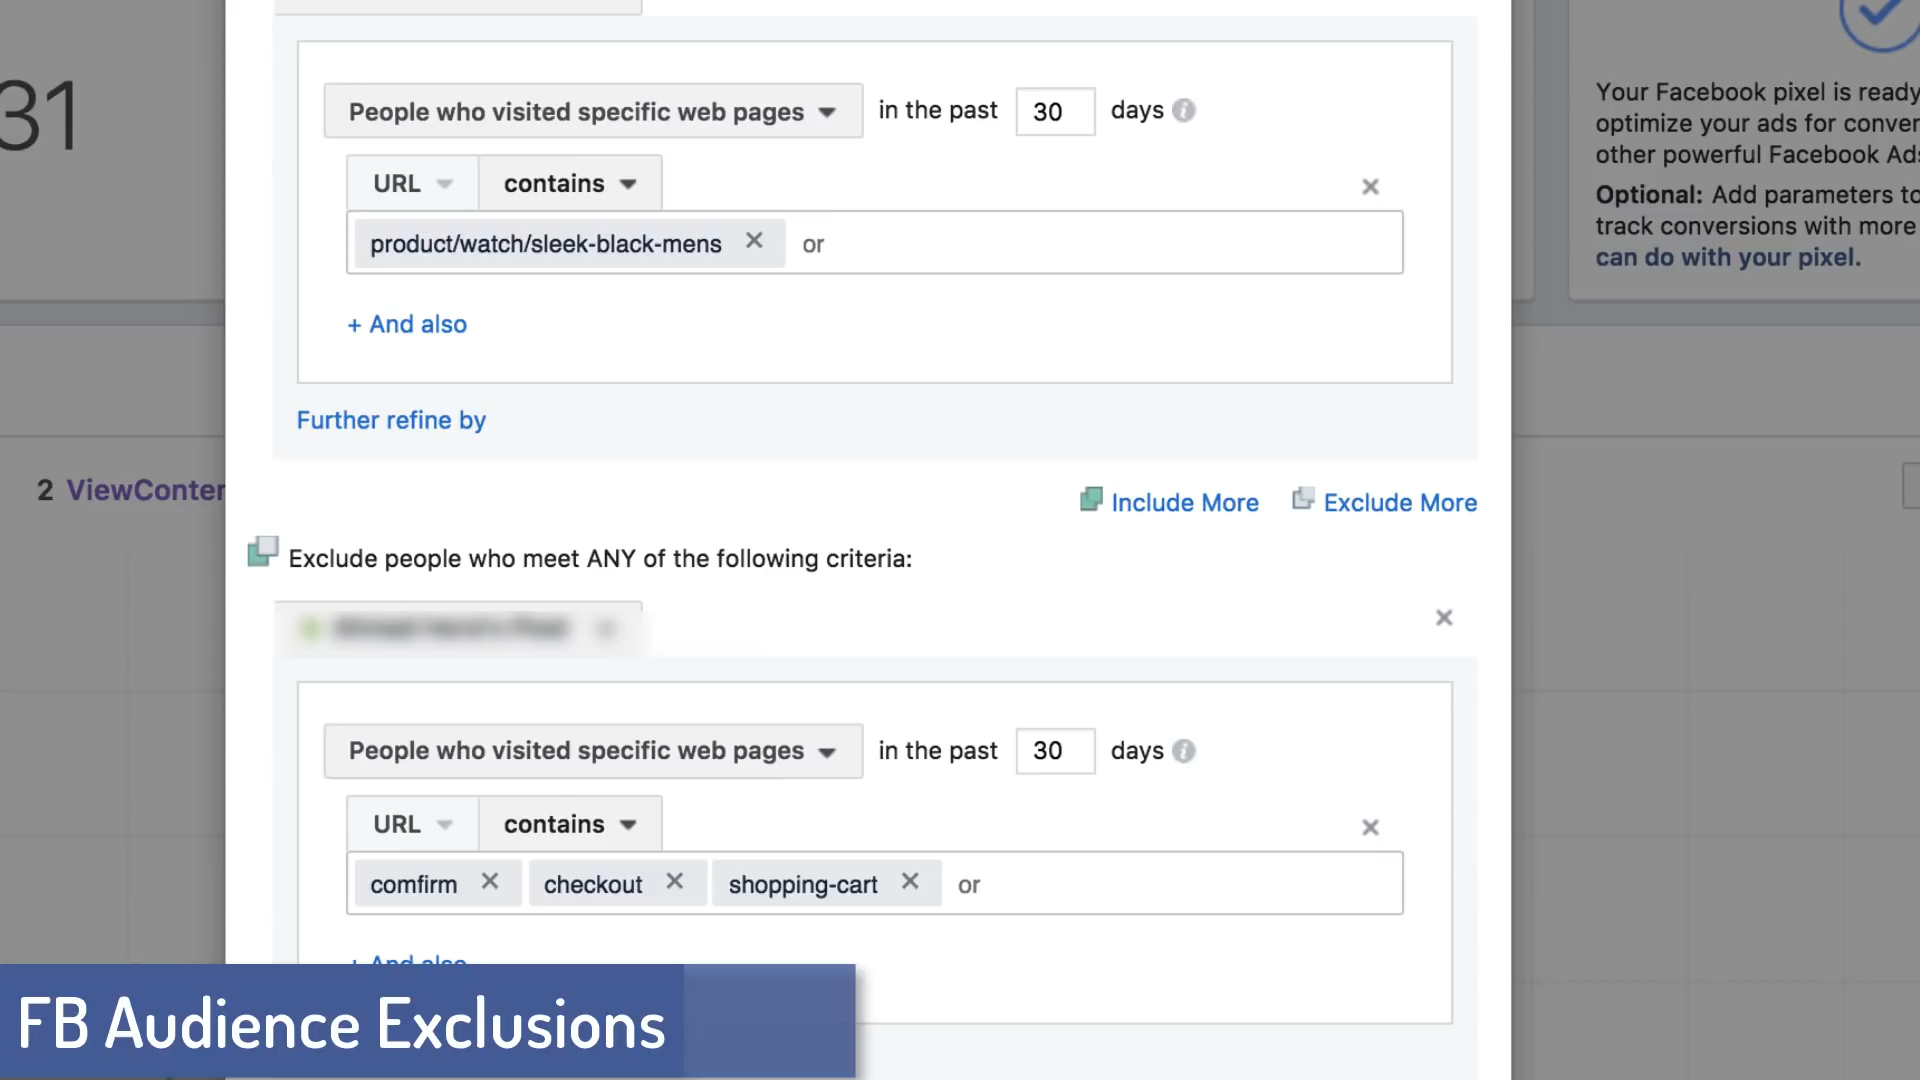 31
People who visited specific web pages in the past 30 days
URL contains
product/watch/sleek-black-mens or
+ And also
Further refine by
Include More Exclude More
Exclude people who meet ANY of the following criteria:
People who visited specific web pages in the past 30 days
URL contains
comfirm checkout shopping-cart or
+ And also
FB Audience Exclusions
2 ViewConten
Your Facebook pixel is ready
optimize your ads for conver
other powerful Facebook Ads
Optional: Add parameters to
track conversions with more
can do with your pixel.